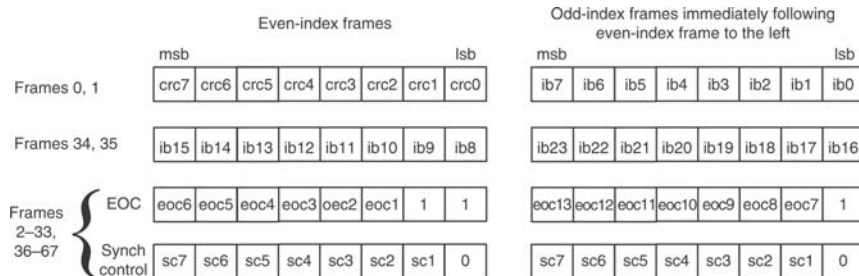 Even-index frames
Odd-index frames immediately following
even-index frame to the left
msb lsb msb lsb
Frames 0, 1 crc7 crc6 crc5 crc4 crc3 crc2 crc1 crc0 ib7 ib6 ib5 ib4 ib3 ib2 ib1 ib0
Frames 34, 35 ib15 ib14 ib13 ib12 ib11 ib10 ib9 ib8 ib23 ib22 ib21 ib20 ib19 ib18 ib17 ib16
Frames
2–33,
36–67
EOC eoc6 eoc5 eoc4 eoc3 oec2 eoc1 1 1 eoc13 eoc12 eoc11 eoc10 eoc9 eoc8 eoc7 1
Synch
control sc7 sc6 sc5 sc4 sc3 sc2 sc1 0 sc7 sc6 sc5 sc4 sc3 sc2 sc1 0